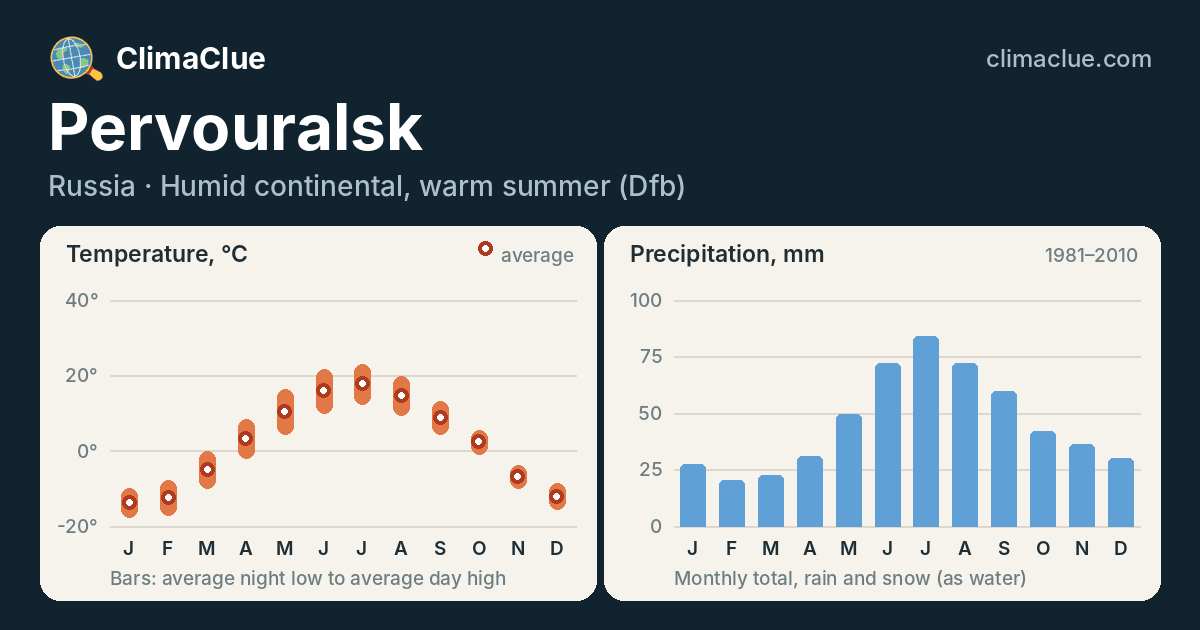 ClimaClue
climaclue.com
Pervouralsk
Russia · Humid continental, warm summer (Dfb)
Temperature, °C
average
40°
20°
0°
-20°
J F M A M J J A S O N D
Bars: average night low to average day high
Precipitation, mm
1981–2010
100
75
50
25
0
J F M A M J J A S O N D
Monthly total, rain and snow (as water)